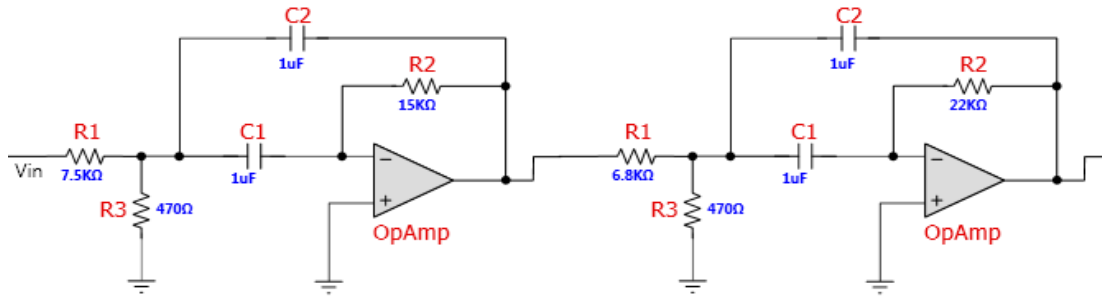 C2
1uF
R2
15KΩ
R1
7.5KΩ
Vin
C1
1uF
R3
470Ω
−
+
OpAmp
C2
1uF
R2
22KΩ
R1
6.8KΩ
C1
1uF
R3
470Ω
−
+
OpAmp